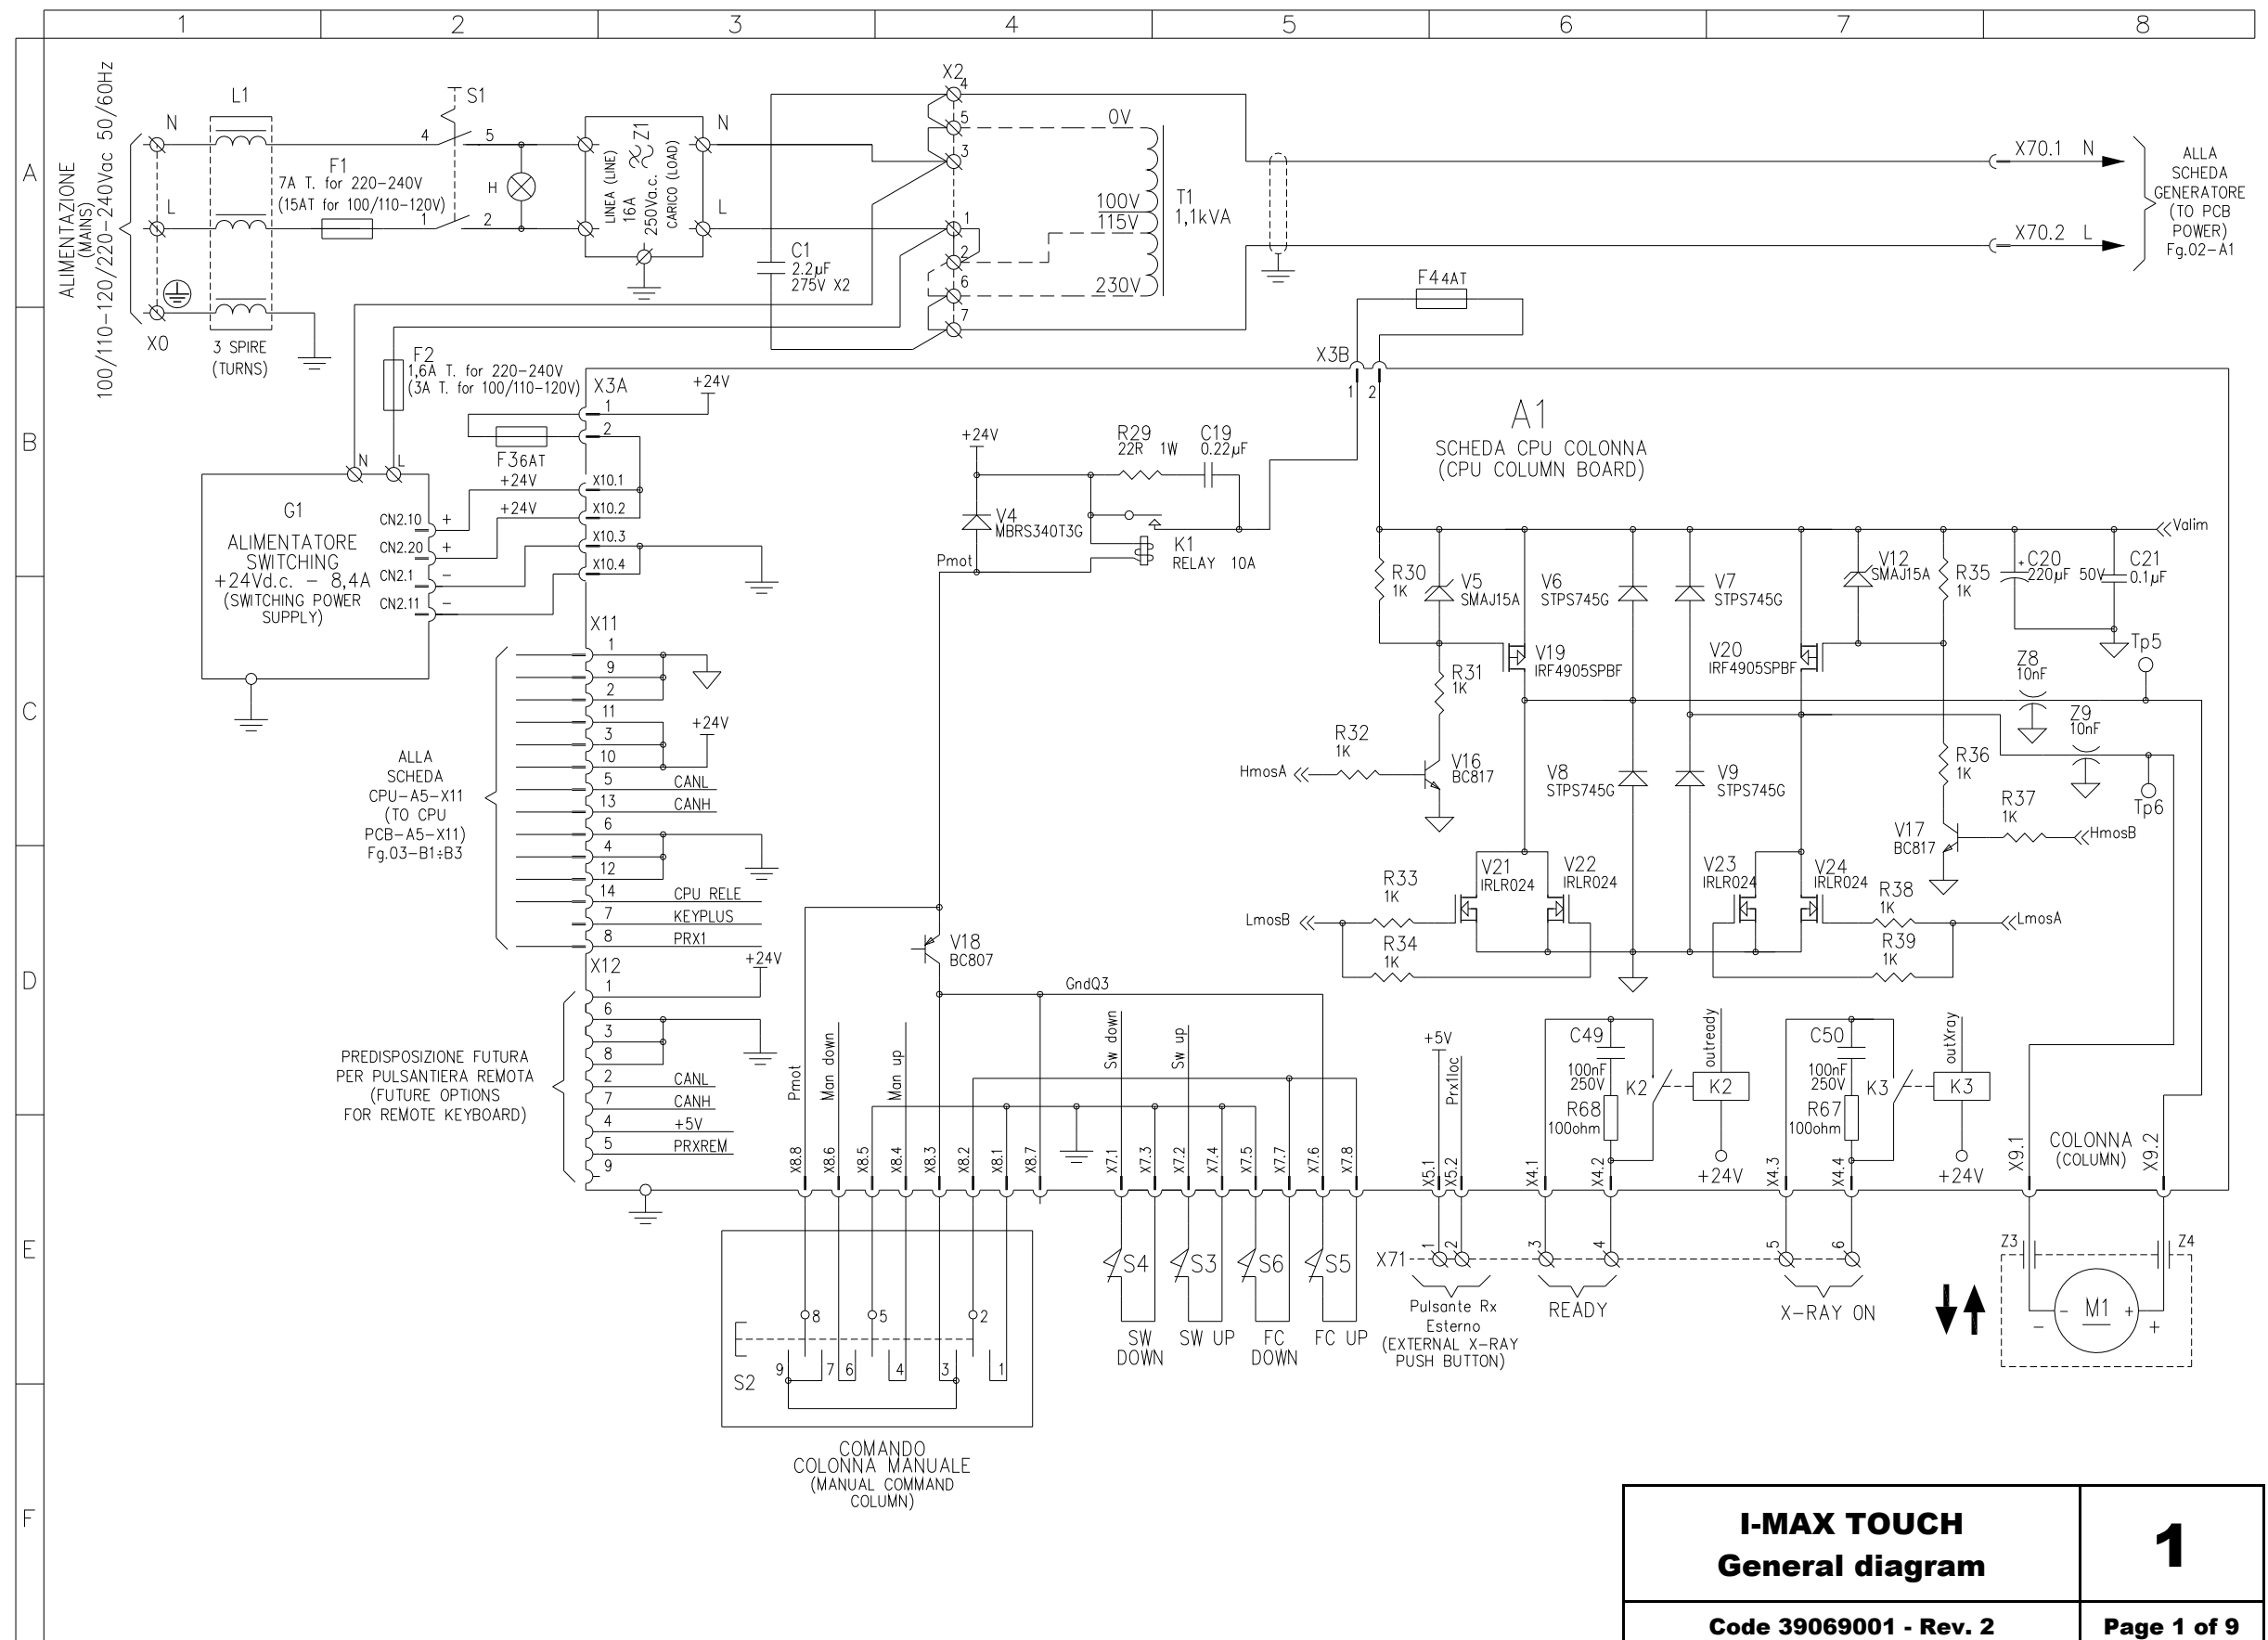 1 2 3 4 5 6 7 8
A
B
C
D
E
F
ALIMENTAZIONE
(MAINS)
100/110-120/220-240Vac 50/60Hz
N
L
X0
L1
3 SPIRE
(TURNS)
F1
7A T. for 220-240V
(15AT for 100/110-120V)
S1
4 5
1 2
H
LINEA (LINE)
16A
250Va.c. Z1
CARICO (LOAD)
N
L
C1
2.2µF
275V X2
X2
4
5
3
1
2
6
7
0V
100V
115V
230V
T1
1,1kVA
X70.1 N
X70.2 L
ALLA
SCHEDA
GENERATORE
(TO PCB
POWER)
Fg.02-A1
F4 4AT
X3B
1 2
F2
1,6A T. for 220-240V
(3A T. for 100/110-120V)
X3A
1
2
+24V
F3 6AT
+24V
+24V
X10.1
X10.2
X10.3
X10.4
N L
G1
ALIMENTATORE
SWITCHING
+24Vd.c. - 8,4A
(SWITCHING POWER
SUPPLY)
CN2.10 +
CN2.20 +
CN2.1 -
CN2.11 -
A1
SCHEDA CPU COLONNA
(CPU COLUMN BOARD)
+24V
R29
22R 1W
C19
0.22µF
V4
MBRS340T3G
Pmot
K1
RELAY 10A
Valim
R30
1K
V5
SMAJ15A
V6
STPS745G
V7
STPS745G
V12
SMAJ15A
R35
1K
C20
+
220µF 50V
C21
0.1µF
V19
IRF4905SPBF
V20
IRF4905SPBF
Tp5
Z8
10nF
Z9
10nF
Tp6
R31
1K
R32
1K
HmosA
V16
BC817
V8
STPS745G
V9
STPS745G
R36
1K
R37
1K
HmosB
V17
BC817
X11
1
9
2
11
3
10
5
13
6
4
12
14
7
8
+24V
CANL
CANH
CPU RELE
KEYPLUS
PRX1
ALLA
SCHEDA
CPU-A5-X11
(TO CPU
PCB-A5-X11)
Fg.03-B1÷B3
V21
IRLR024
V22
IRLR024
V23
IRLR024
V24
IRLR024
R33
1K
R34
1K
LmosB
R38
1K
R39
1K
LmosA
V18
BC807
GndQ3
X12
1
6
3
8
2
7
4
5
9
+24V
CANL
CANH
+5V
PRXREM
PREDISPOSIZIONE FUTURA
PER PULSANTIERA REMOTA
(FUTURE OPTIONS
FOR REMOTE KEYBOARD)
Pmot
Man down
Man up
Sw down
Sw up
+5V
Prx1loc
C49
100nF
250V
R68
100ohm
K2
outready
K2
+24V
C50
100nF
250V
R67
100ohm
K3
outXray
K3
+24V
X8.8 X8.6 X8.5 X8.4 X8.3 X8.2 X8.1 X8.7
X7.1 X7.3 X7.2 X7.4 X7.5 X7.7 X7.6 X7.8
X5.1 X5.2 X4.1 X4.2 X4.3 X4.4
X9.1 X9.2
COLONNA
(COLUMN)
8 5 2
9 7 6 4 3 1
S2
COMANDO
COLONNA MANUALE
(MANUAL COMMAND
COLUMN)
S4 S3 S6 S5
SW
DOWN
SW UP
FC
DOWN
FC UP
X71
1 2 3 4 5 6
Pulsante Rx
Esterno
(EXTERNAL X-RAY
PUSH BUTTON)
READY
X-RAY ON
Z3 Z4
- M1 +
- +
I-MAX TOUCH
General diagram
1
Code 39069001 - Rev. 2
Page 1 of 9